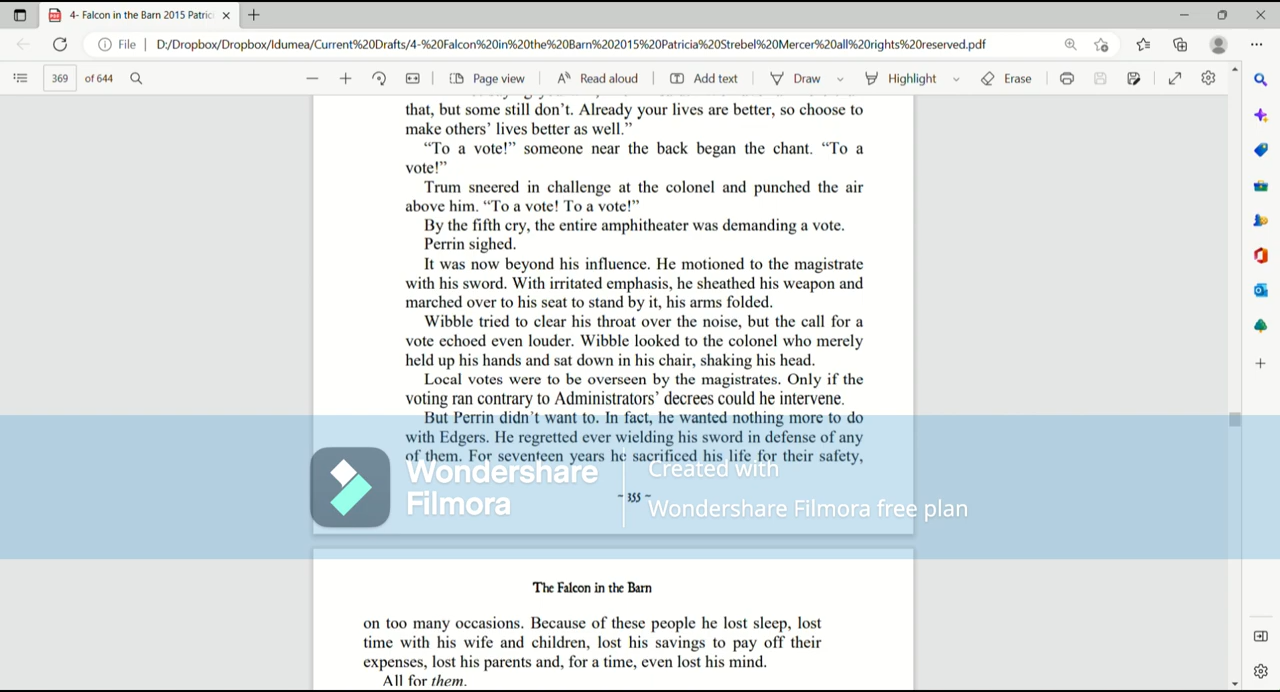 4- Falcon in the Barn 2015 Patric
File
D:/Dropbox/Dropbox/Idumea/Current%20Drafts/4-%20Falcon%20in%20the%20Barn%202015%20Patricia%20Strebel%20Mercer%20all%20rights%20reserved.pdf
369 of 644
Page view
Read aloud
Add text
Draw
Highlight
Erase
that, but some still don’t. Already your lives are better, so choose to
make others’ lives better as well.”
“To a vote!” someone near the back began the chant. “To a
vote!”
Trum sneered in challenge at the colonel and punched the air
above him. “To a vote! To a vote!”
By the fifth cry, the entire amphitheater was demanding a vote.
Perrin sighed.
It was now beyond his influence. He motioned to the magistrate
with his sword. With irritated emphasis, he sheathed his weapon and
marched over to his seat to stand by it, his arms folded.
Wibble tried to clear his throat over the noise, but the call for a
vote echoed even louder. Wibble looked to the colonel who merely
held up his hands and sat down in his chair, shaking his head.
Local votes were to be overseen by the magistrates. Only if the
voting ran contrary to Administrators’ decrees could he intervene.
But Perrin didn’t want to. In fact, he wanted nothing more to do
with Edgers. He regretted ever wielding his sword in defense of any
of them. For seventeen years he sacrificed his life for their safety,
Wondershare
Filmora
Created with
Wondershare Filmora free plan
~ 355 ~
The Falcon in the Barn
on too many occasions. Because of these people he lost sleep, lost
time with his wife and children, lost his savings to pay off their
expenses, lost his parents and, for a time, even lost his mind.
All for them.